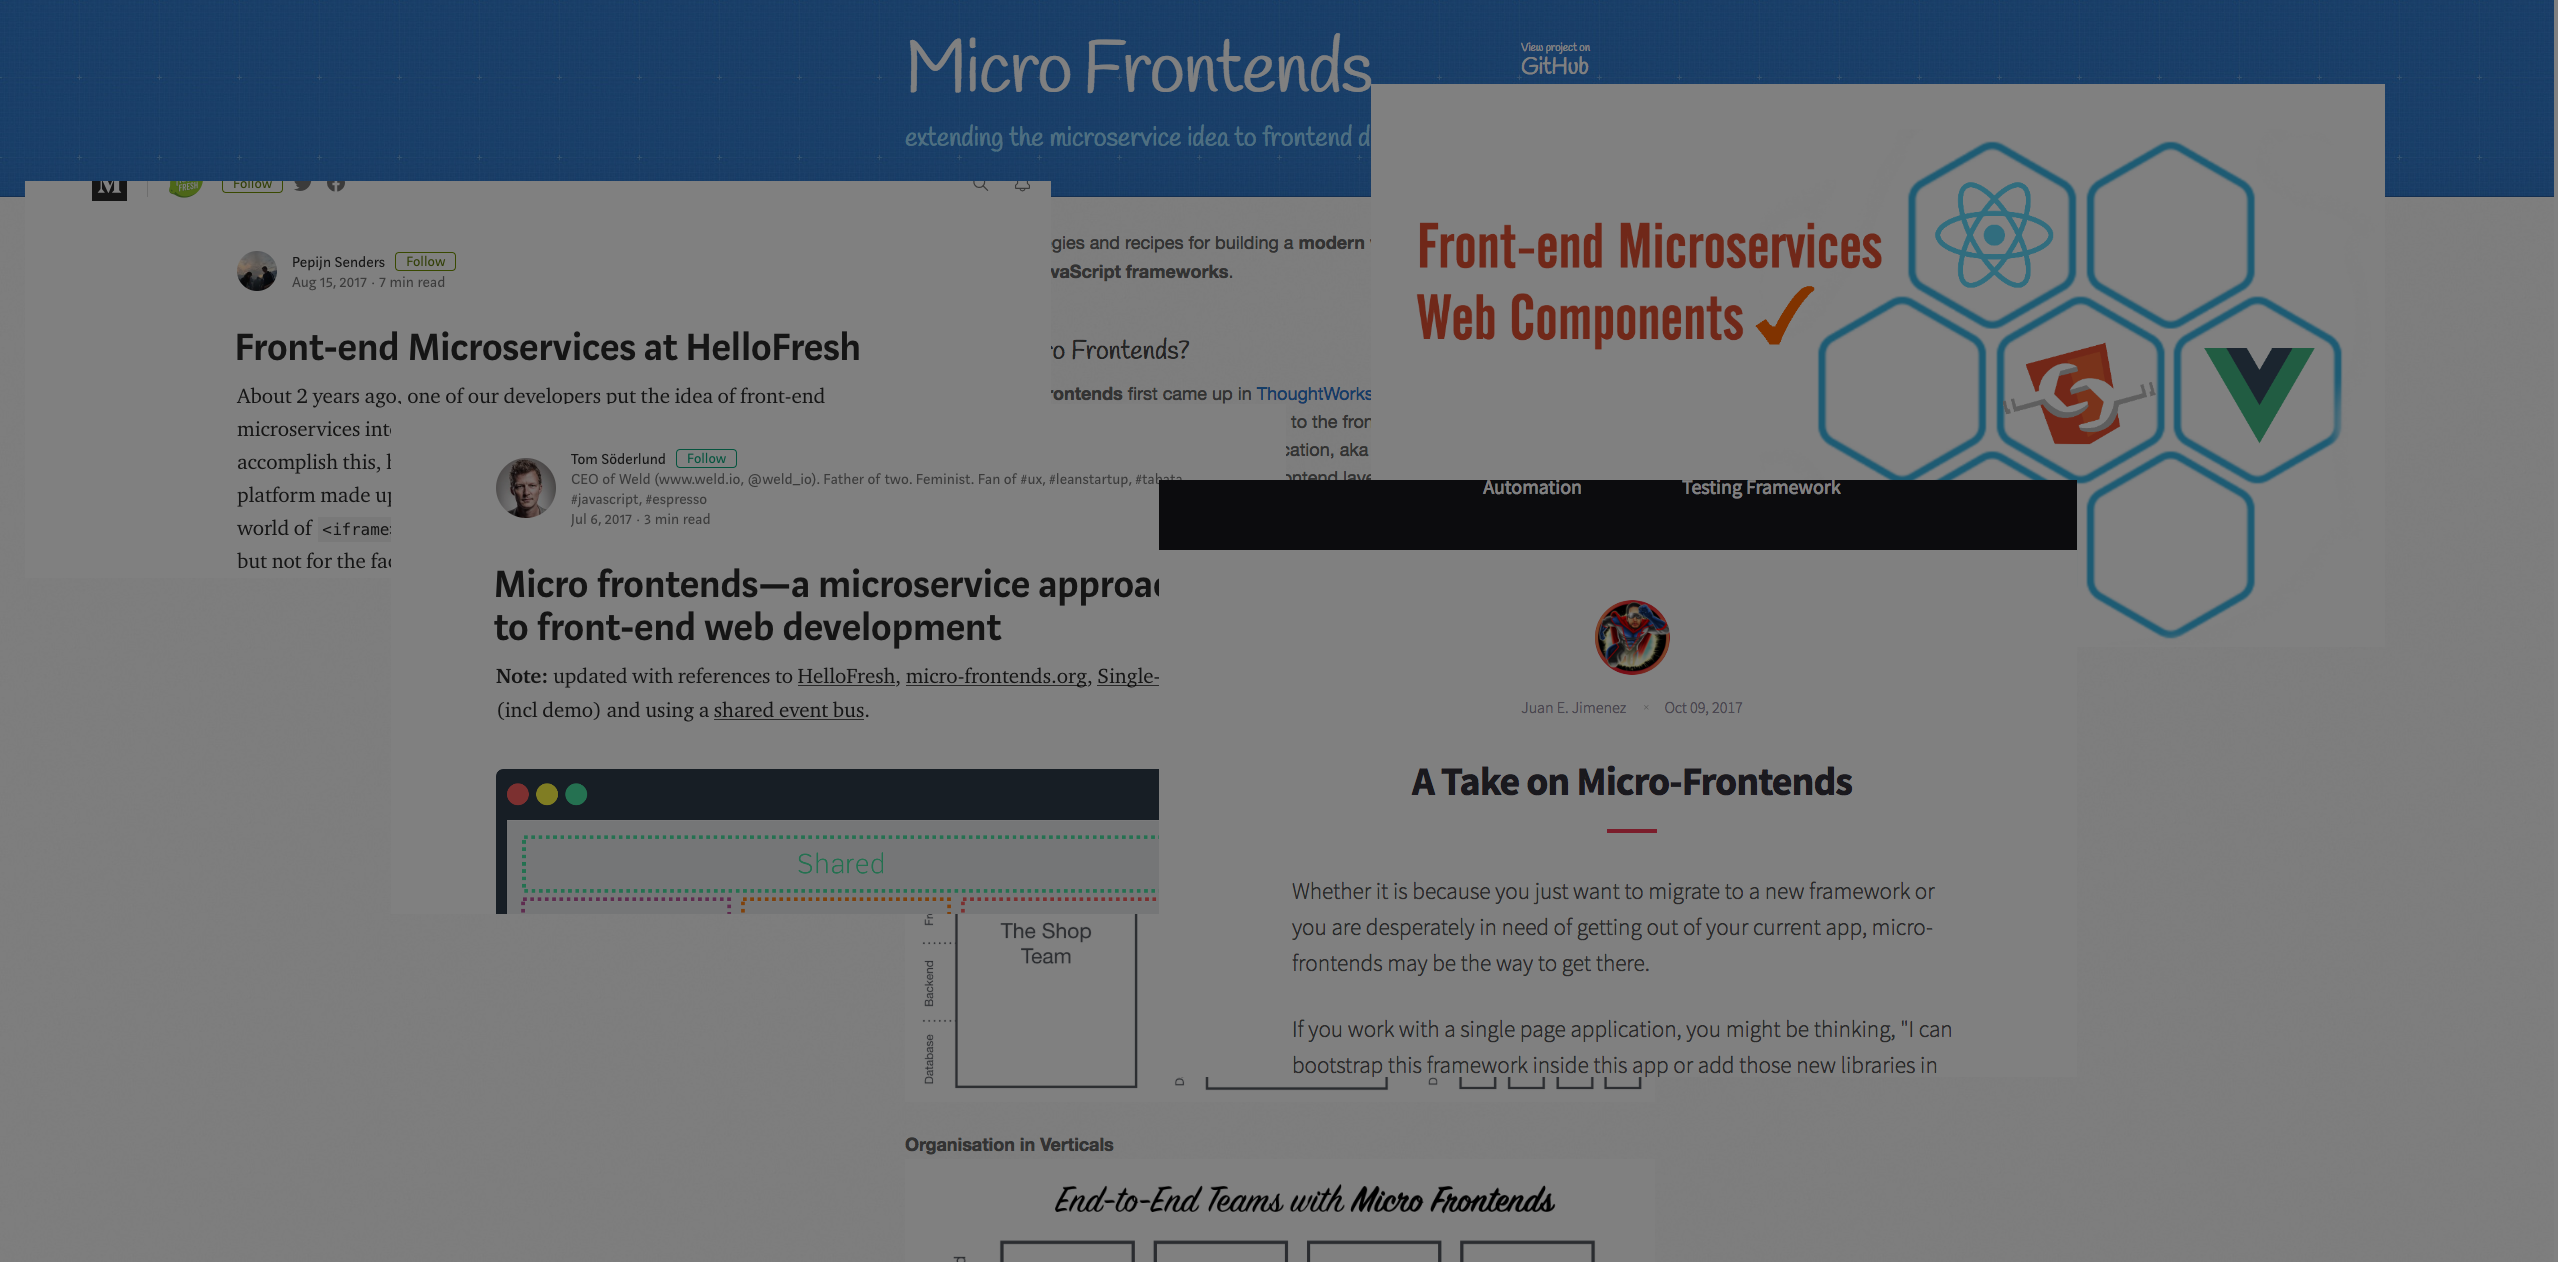 Micro Frontends
View project on
GitHub
extending the microservice idea to frontend d
M
FRESH
Follow
Pepijn Senders Follow
Aug 15, 2017 · 7 min read
Front-end Microservices at HelloFresh
About 2 years ago, one of our developers put the idea of front-end
microservices int
accomplish this, h
platform made up
world of <iframe
but not for the fac
gies and recipes for building a modern
vaScript frameworks.
o Frontends?
ontends first came up in ThoughtWorks
to the fron
cation, aka
ontend laye
Front-end Microservices
Web Components ✓
Tom Söderlund Follow
CEO of Weld (www.weld.io, @weld_io). Father of two. Feminist. Fan of #ux, #leanstartup, #tabata
#javascript, #espresso
Jul 6, 2017 · 3 min read
Micro frontends—a microservice approac
to front-end web development
Note: updated with references to HelloFresh, micro-frontends.org, Single-
(incl demo) and using a shared event bus.
Shared
Automation Testing Framework
Juan E. Jimenez • Oct 09, 2017
A Take on Micro-Frontends
Whether it is because you just want to migrate to a new framework or
you are desperately in need of getting out of your current app, micro-
frontends may be the way to get there.
If you work with a single page application, you might be thinking, "I can
bootstrap this framework inside this app or add those new libraries in
The Shop
Team
Fr
Backend
Database
D
D
Organisation in Verticals
End-to-End Teams with Micro Frontends
F